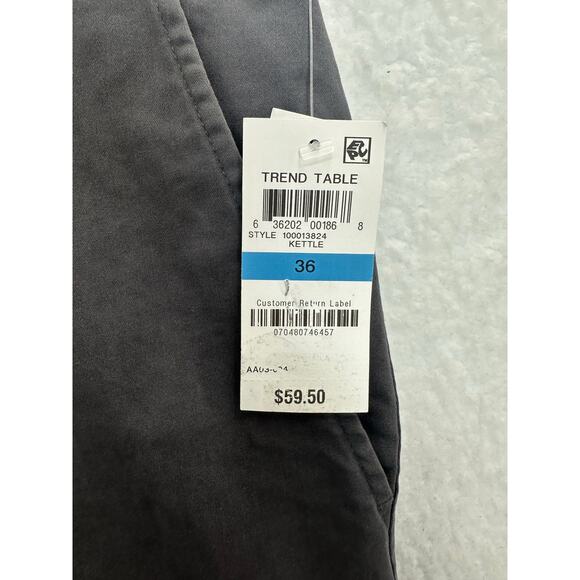 TREND TABLE
6 36202 00186 8
STYLE 100013824
KETTLE
36
Customer Return Label
070480746457
$59.50